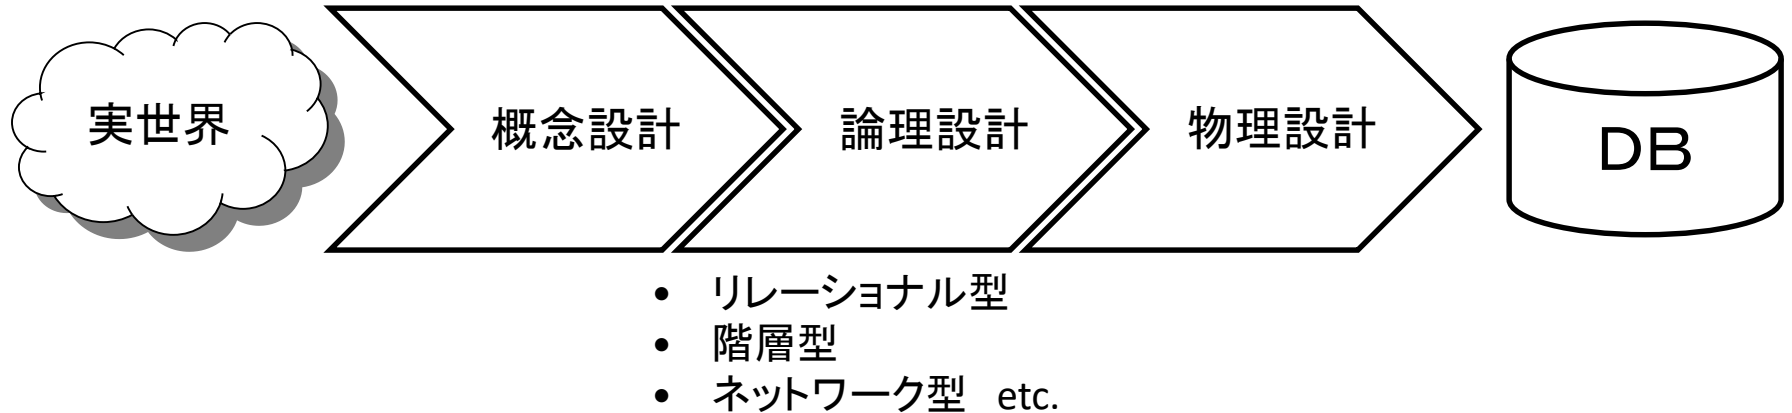 実世界
概念設計
論理設計
物理設計
DB
• リレーショナル型
• 階層型
• ネットワーク型 etc.